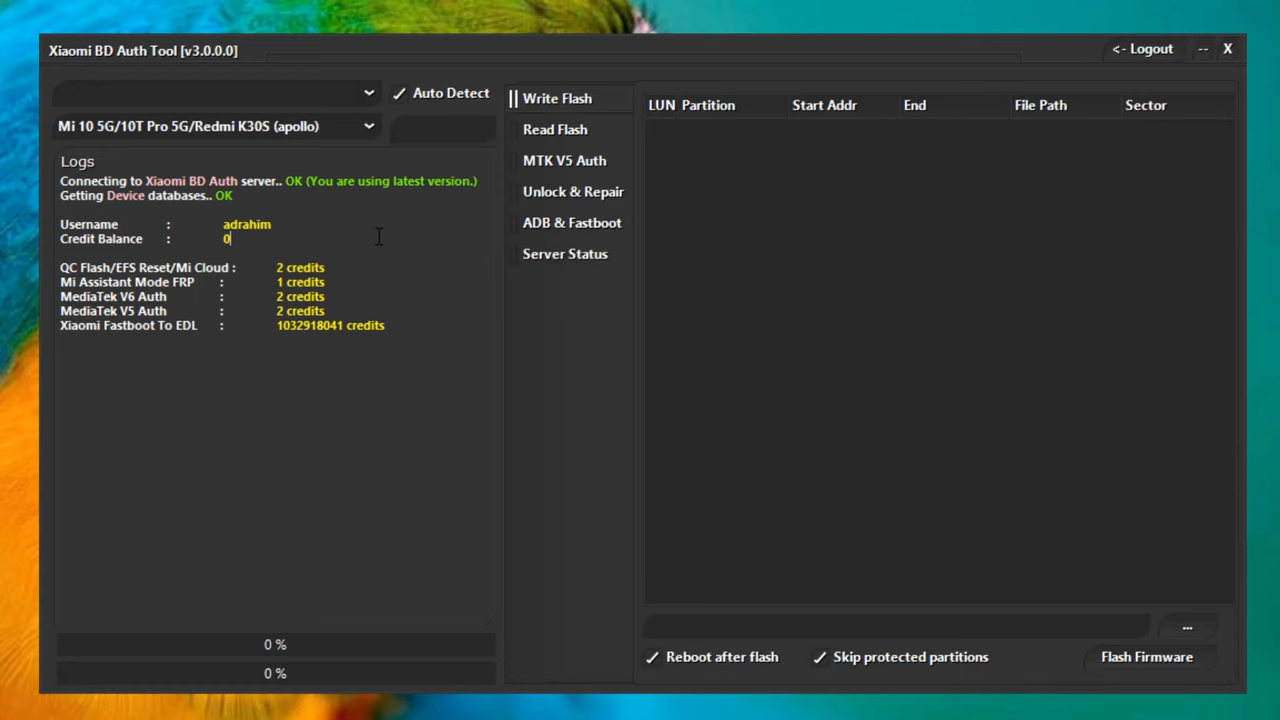 Xiaomi BD Auth Tool [v3.0.0.0]
<- Logout -- X
Auto Detect
Mi 10 5G/10T Pro 5G/Redmi K30S (apollo)
Logs
Connecting to Xiaomi BD Auth server.. OK (You are using latest version.)
Getting Device databases.. OK
Username : adrahim
Credit Balance : 0
QC Flash/EFS Reset/Mi Cloud : 2 credits
Mi Assistant Mode FRP : 1 credits
MediaTek V6 Auth : 2 credits
MediaTek V5 Auth : 2 credits
Xiaomi Fastboot To EDL : 1032918041 credits
0 %
0 %
Write Flash
Read Flash
MTK V5 Auth
Unlock & Repair
ADB & Fastboot
Server Status
LUN Partition Start Addr End File Path Sector
...
Reboot after flash Skip protected partitions Flash Firmware